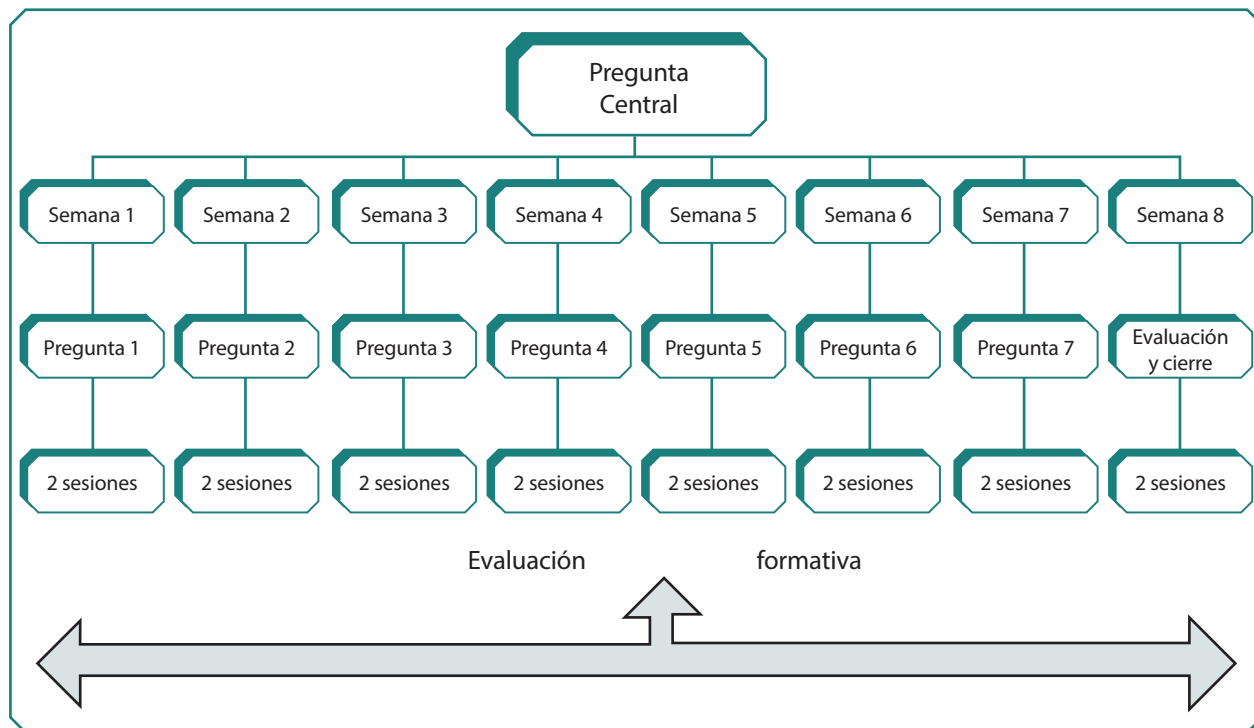 Pregunta
Central
Semana 1
Semana 2
Semana 3
Semana 4
Semana 5
Semana 6
Semana 7
Semana 8
Pregunta 1
Pregunta 2
Pregunta 3
Pregunta 4
Pregunta 5
Pregunta 6
Pregunta 7
Evaluación
y cierre
2 sesiones
2 sesiones
2 sesiones
2 sesiones
2 sesiones
2 sesiones
2 sesiones
2 sesiones
Evaluación formativa